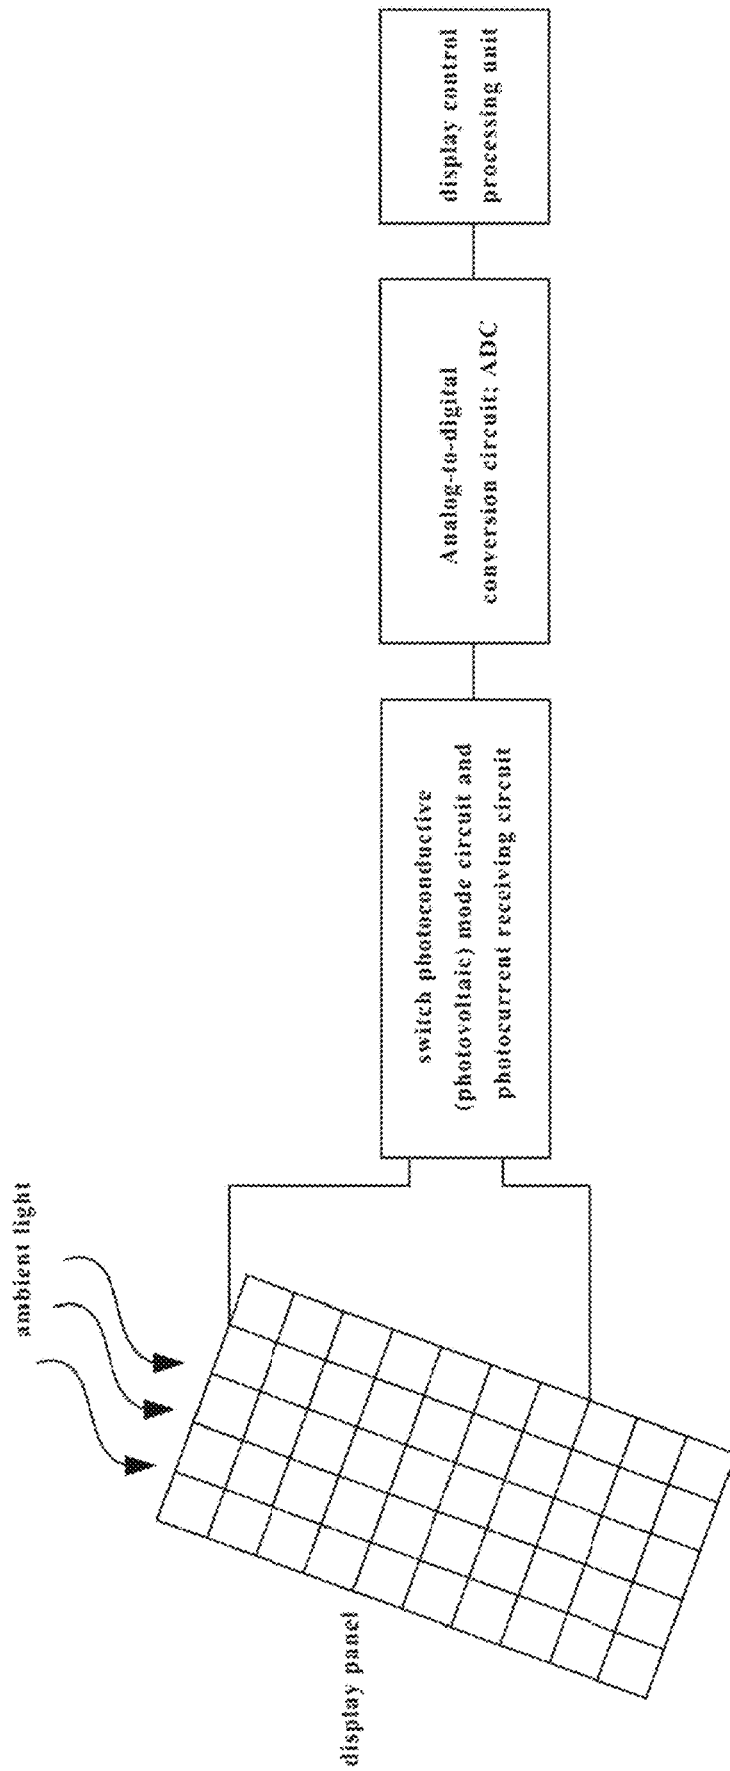 ambient light
display panel
switch photoconductive
(photovoltaic) mode circuit and
photocurrent receiving circuit
Analog-to-digital
conversion circuit; ADC
display control
processing unit